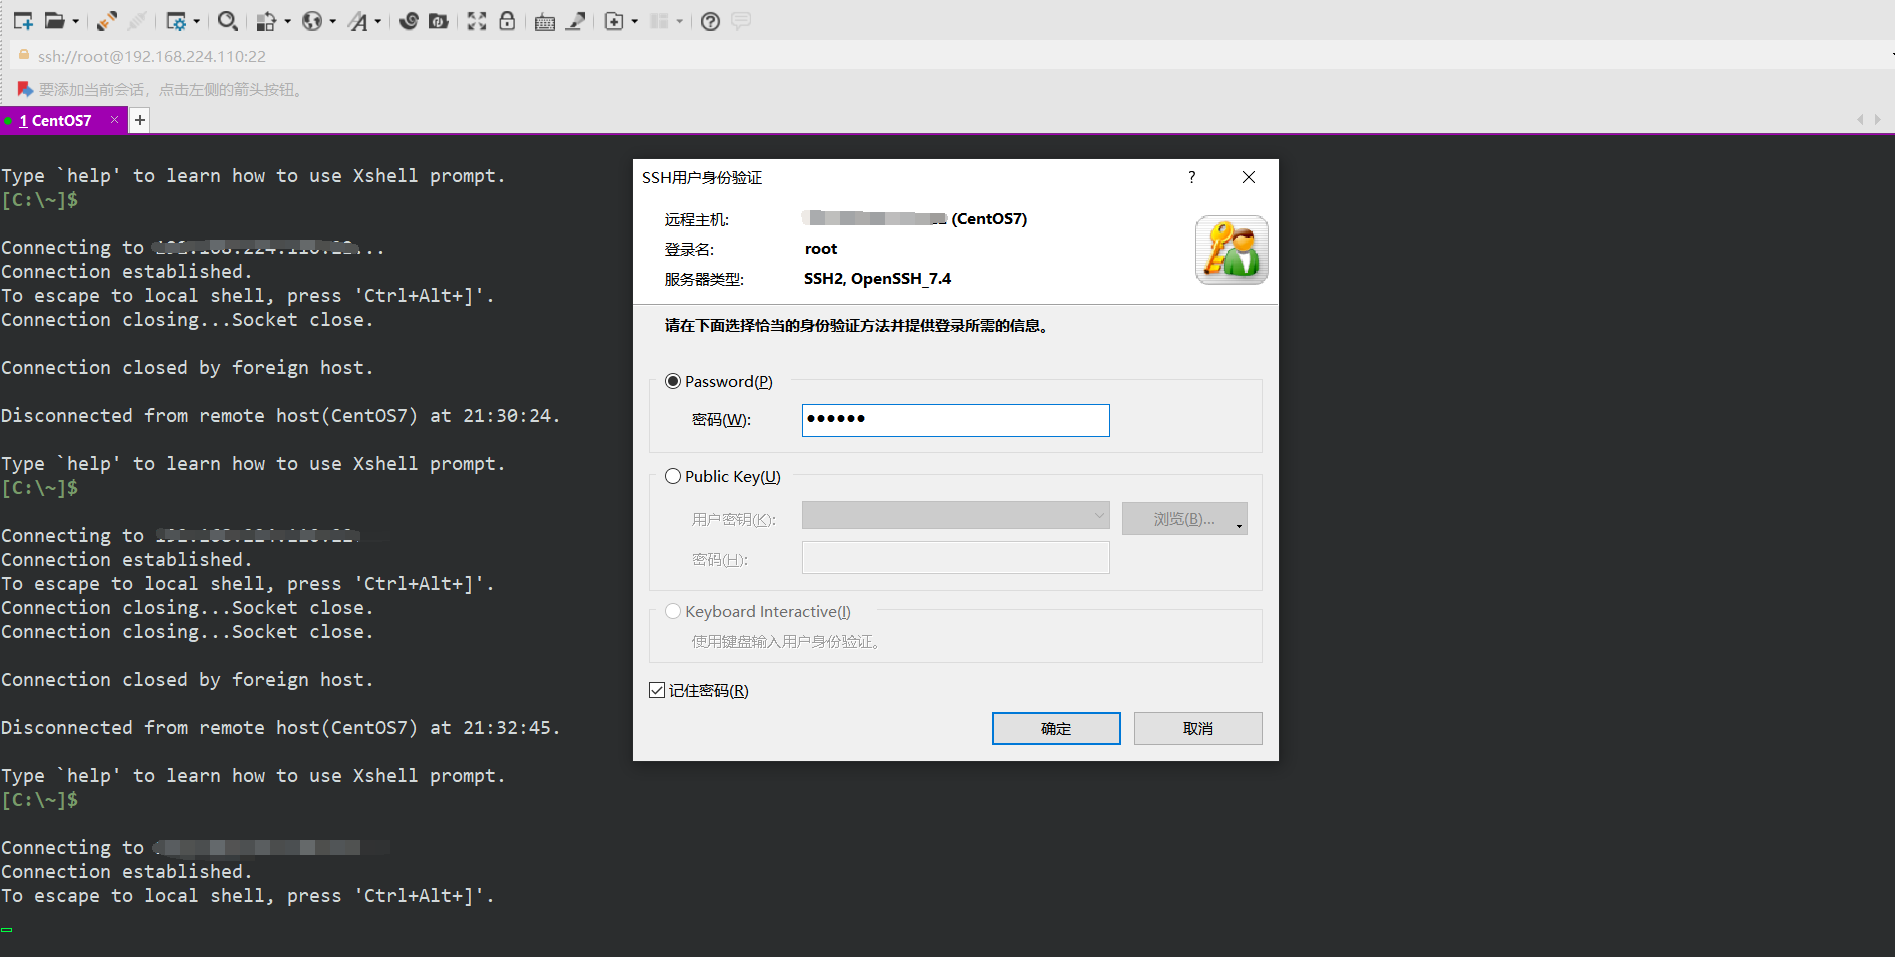 ssh://root@192.168.224.110:22
要添加当前会话，点击左侧的箭头按钮。
1 CentOS7
Type `help' to learn how to use Xshell prompt.
[C:\~]$
Connecting to
Connection established.
To escape to local shell, press 'Ctrl+Alt+]'.
Connection closing...Socket close.
Connection closed by foreign host.
Disconnected from remote host(CentOS7) at 21:30:24.
Type `help' to learn how to use Xshell prompt.
[C:\~]$
Connecting to
Connection established.
To escape to local shell, press 'Ctrl+Alt+]'.
Connection closing...Socket close.
Connection closing...Socket close.
Connection closed by foreign host.
Disconnected from remote host(CentOS7) at 21:32:45.
Type `help' to learn how to use Xshell prompt.
[C:\~]$
Connecting to
Connection established.
To escape to local shell, press 'Ctrl+Alt+]'.
SSH用户身份验证
远程主机: (CentOS7)
登录名: root
服务器类型: SSH2, OpenSSH_7.4
请在下面选择恰当的身份验证方法并提供登录所需的信息。
Password(P)
密码(W): ••••••
Public Key(U)
用户密钥(K): 浏览(B)...
密码(H):
Keyboard Interactive(I)
使用键盘输入用户身份验证。
记住密码(R)
确定 取消